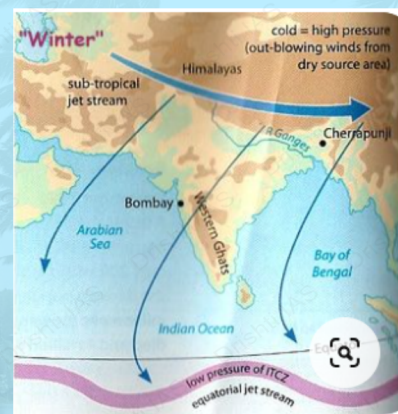 "Winter"
cold = high pressure
(out-blowing winds from
dry source area)
Himalayas
sub-tropical
jet stream
R Ganges
Cherrapunji
Bombay
Western Ghats
Arabian
Sea
Bay of
Bengal
Indian Ocean
low pressure of ITCZ
equatorial jet stream